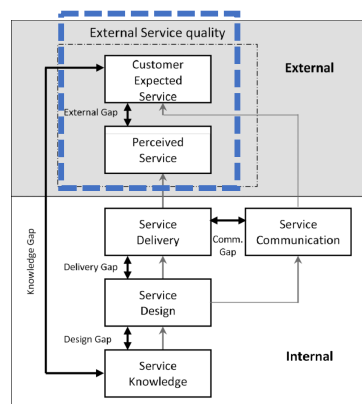 External Service quality
External
Customer
Expected
Service
External Gap
Perceived
Service
Knowledge Gap
Service
Delivery
Comm.
Gap
Service
Communication
Delivery Gap
Service
Design
Design Gap
Service
Knowledge
Internal